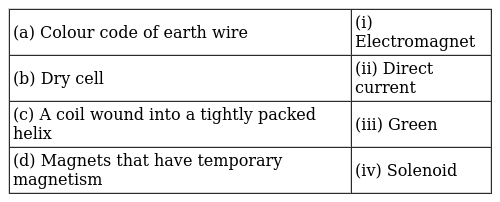 (a) Colour code of earth wire
(i)
Electromagnet
(b) Dry cell
(ii) Direct
current
(c) A coil wound into a tightly packed
helix
(iii) Green
(d) Magnets that have temporary
magnetism
(iv) Solenoid